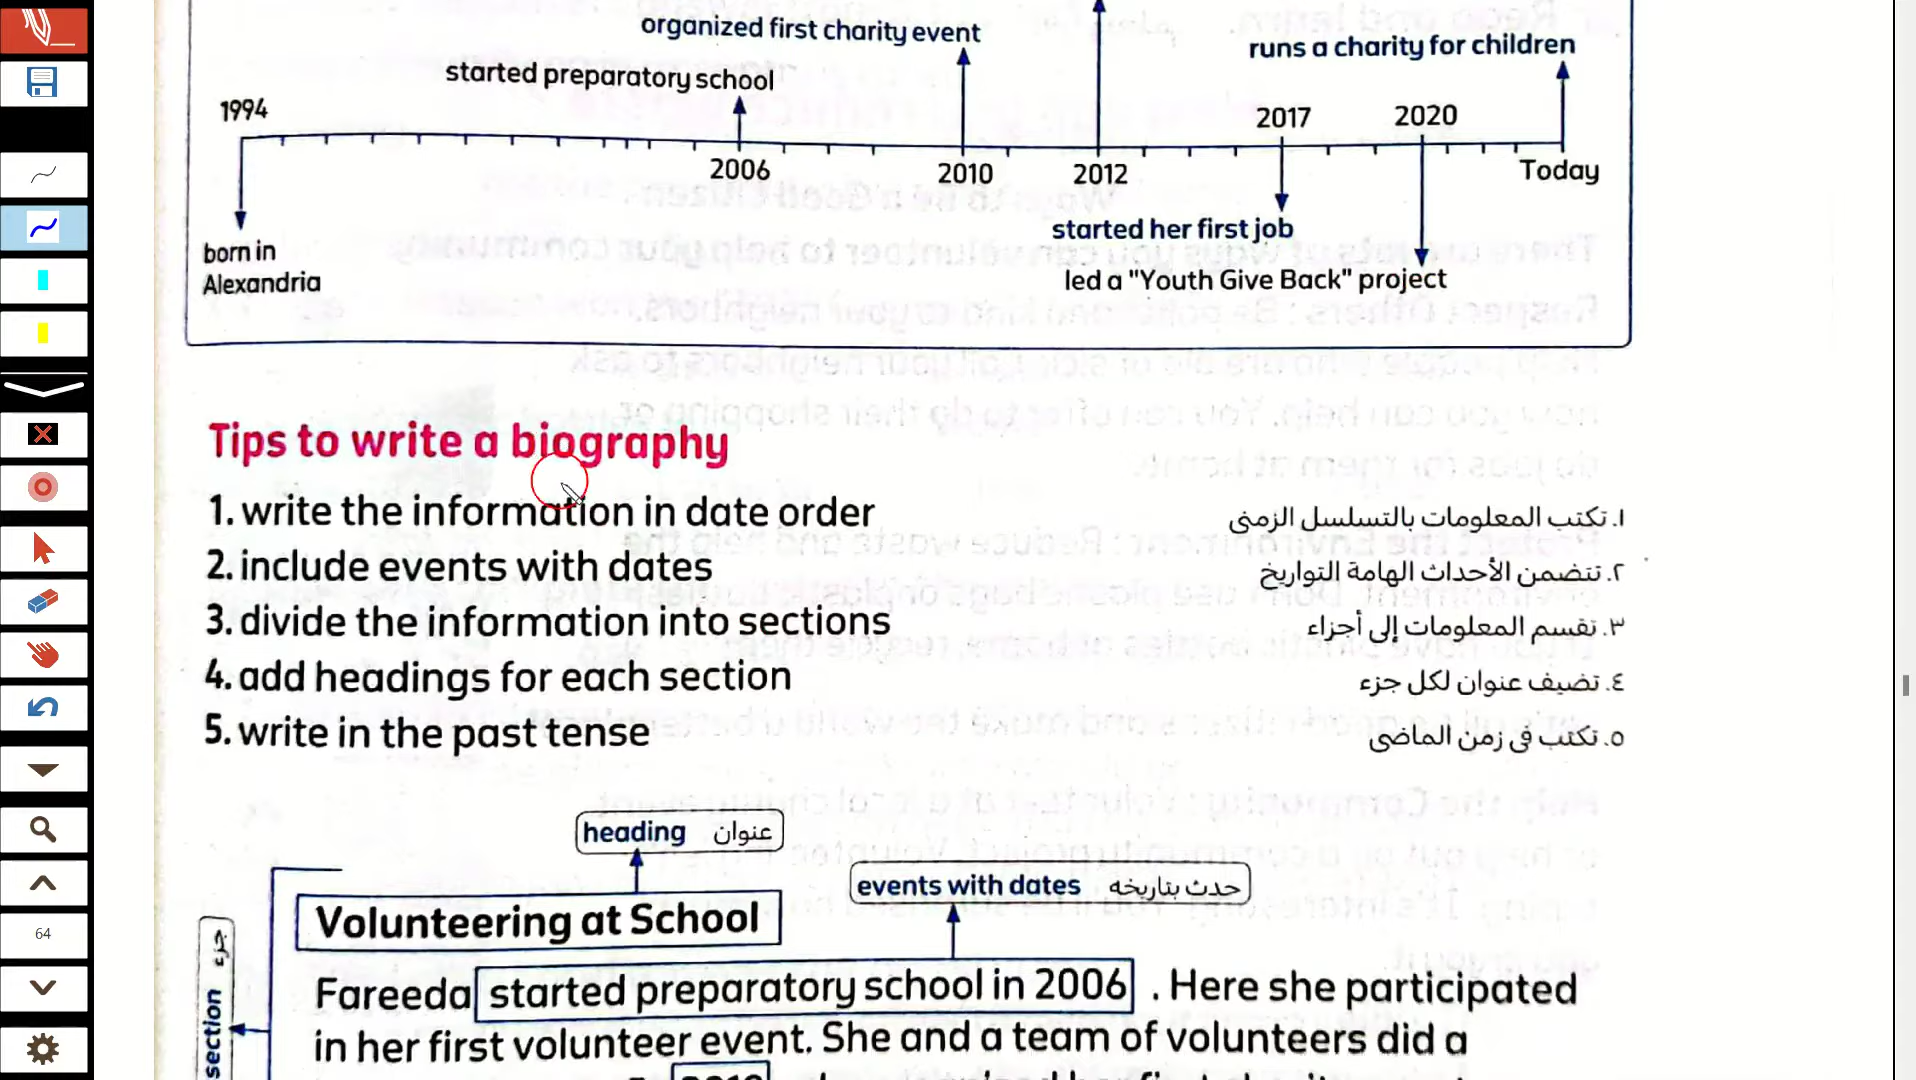 organized first charity event
runs a charity for children
started preparatory school
1994
2017
2020
2006
2010
2012
Today
started her first job
born in
Alexandria
led a "Youth Give Back" project
Tips to write a biography
1. write the information in date order
١. تكتب المعلومات بالتسلسل الزمنى
2. include events with dates
٢. تتضمن الأحداث الهامة التواريخ
3. divide the information into sections
٣. تقسم المعلومات إلى أجزاء
4. add headings for each section
٤. تضيف عنوان لكل جزء
5. write in the past tense
٥. تكتب فى زمن الماضى
heading عنوان
events with dates حدث بتاريخه
Volunteering at School
section جزء
Fareeda started preparatory school in 2006 . Here she participated
in her first volunteer event. She and a team of volunteers did a
64